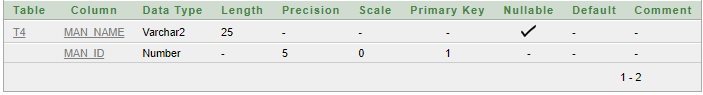 Table Column Data Type Length Precision Scale Primary Key Nullable Default Comment
T4 MAN_NAME Varchar2 25 - - - ✓ - -
MAN_ID Number - 5 0 1 - - -
1 - 2